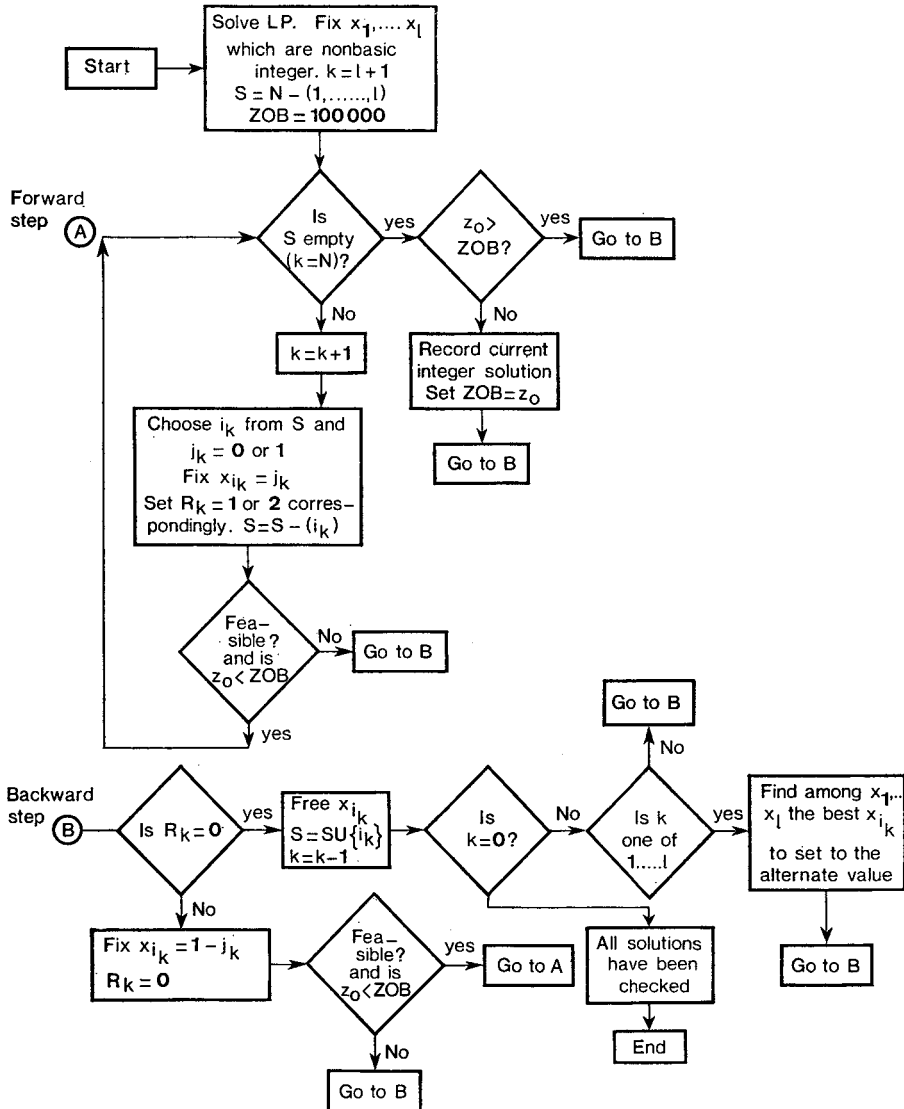 Start
Solve LP. Fix x₁,.... xₗ
which are nonbasic
integer. k = l + 1
S = N – (1,......,l)
ZOB = 100000
Forward
step
A
Is
S empty
(k=N)?
yes
z₀>
ZOB?
yes
Go to B
No
k = k+1
No
Record current
integer solution
Set ZOB = z₀
Go to B
Choose iₖ from S and
jₖ = 0 or 1
Fix xiₖ = jₖ
Set Rₖ = 1 or 2 corres-
pondingly. S = S – (iₖ)
Fea-
sible?
and is
z₀< ZOB
No
Go to B
yes
Go to B
No
Backward
step
B
Is Rₖ = 0
yes
Free xiₖ
S = SU{iₖ}
k = k–1
Is
k=0?
No
Is k
one of
1.....l
yes
Find among x₁,..
xₗ the best xiₖ
to set to the
alternate value
Go to B
No
Fix xiₖ = 1 – jₖ
Rₖ = 0
Fea-
sible?
and is
z₀<ZOB
yes
Go to A
No
Go to B
All solutions
have been
checked
End